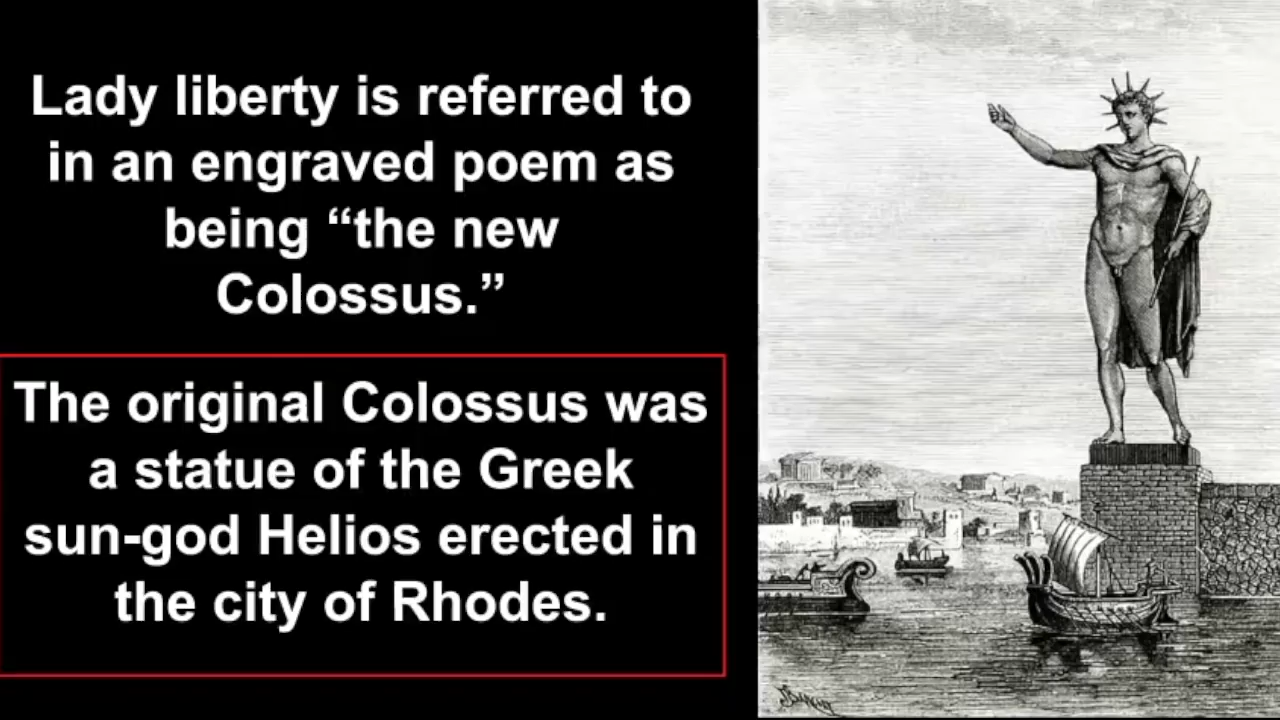 Lady liberty is referred to
in an engraved poem as
being “the new
Colossus.”
The original Colossus was
a statue of the Greek
sun-god Helios erected in
the city of Rhodes.